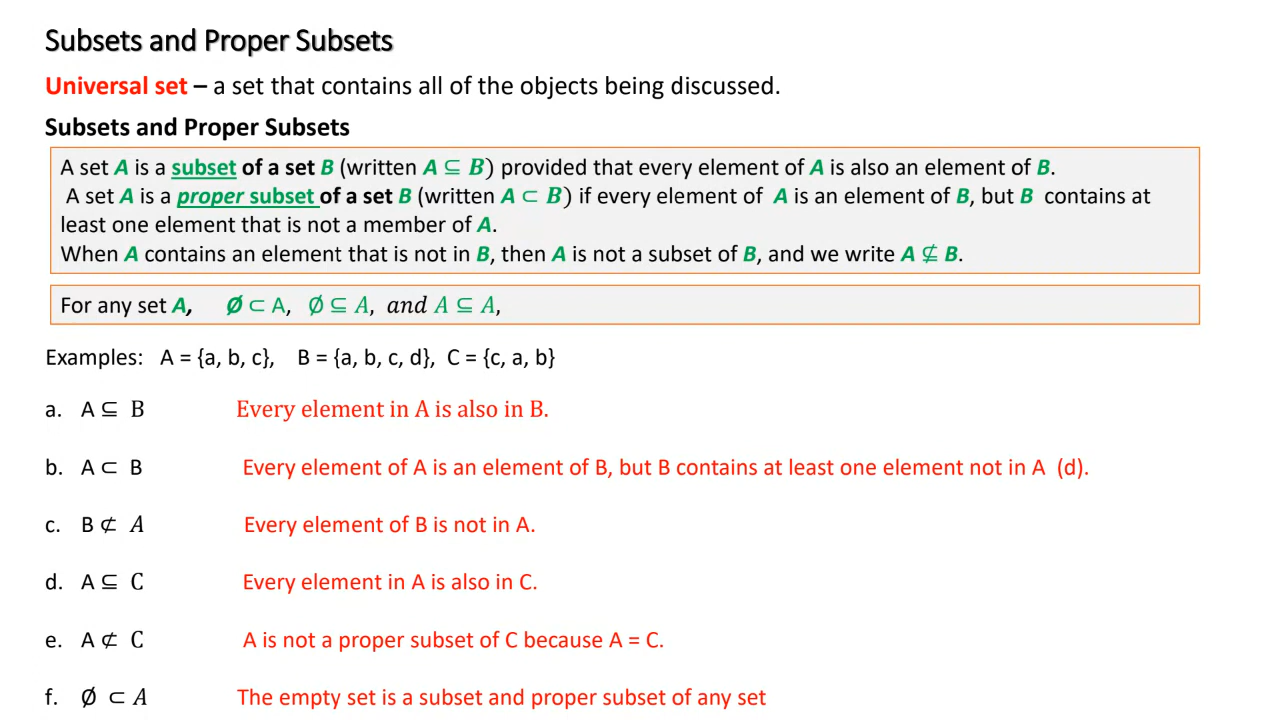 Subsets and Proper Subsets
Universal set – a set that contains all of the objects being discussed.
Subsets and Proper Subsets
A set A is a subset of a set B (written A ⊆ B) provided that every element of A is also an element of B.
A set A is a proper subset of a set B (written A ⊂ B) if every element of A is an element of B, but B contains at
least one element that is not a member of A.
When A contains an element that is not in B, then A is not a subset of B, and we write A ⊈ B.
For any set A, Ø ⊂ A, Ø ⊆ A, and A ⊆ A,
Examples: A = {a, b, c}, B = {a, b, c, d}, C = {c, a, b}
a. A ⊆ B Every element in A is also in B.
b. A ⊂ B Every element of A is an element of B, but B contains at least one element not in A (d).
c. B ⊄ A Every element of B is not in A.
d. A ⊆ C Every element in A is also in C.
e. A ⊄ C A is not a proper subset of C because A = C.
f. Ø ⊂ A The empty set is a subset and proper subset of any set